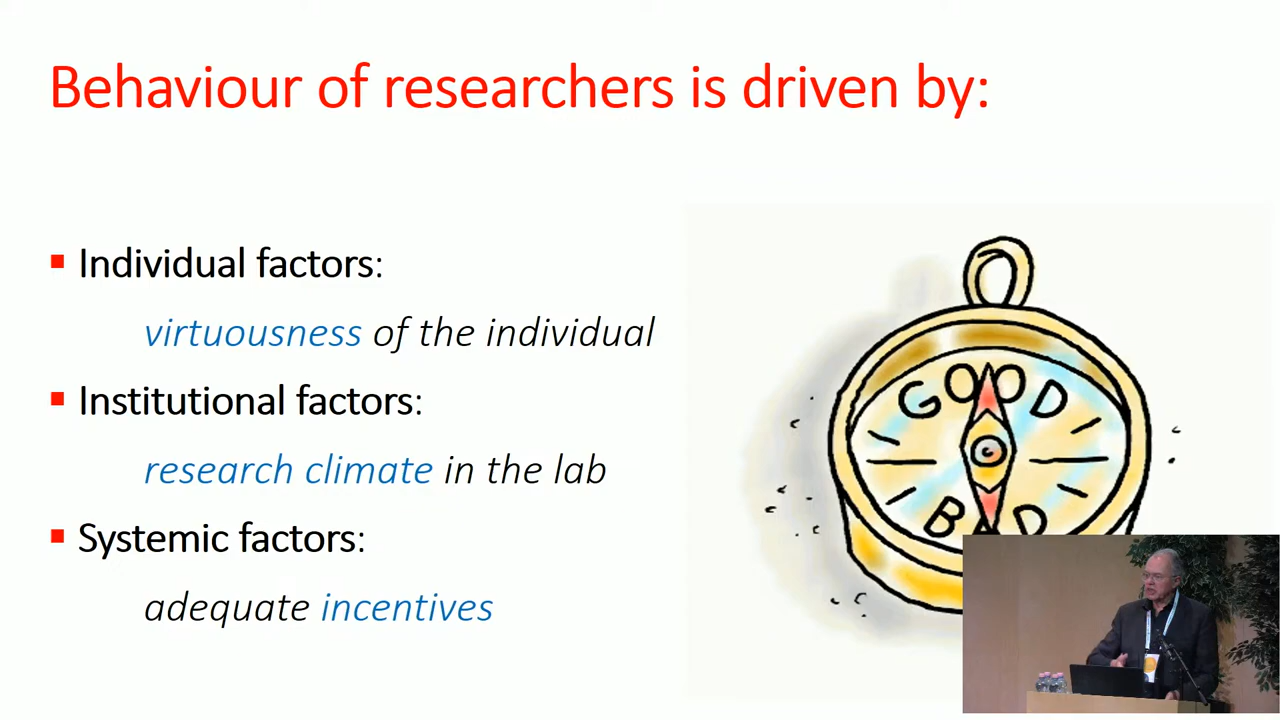 Behaviour of researchers is driven by:
Individual factors:
virtuousness of the individual
Institutional factors:
research climate in the lab
Systemic factors:
adequate incentives
GOOD
BAD